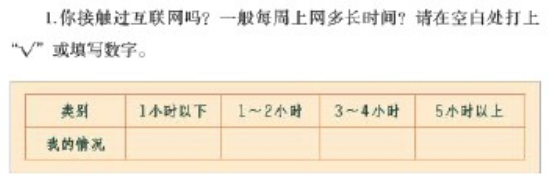 1.你接触过互联网吗？一般每周上网多长时间？请在空白处打上
“√”或填写数字。
类别 1小时以下 1～2小时 3～4小时 5小时以上
我的情况